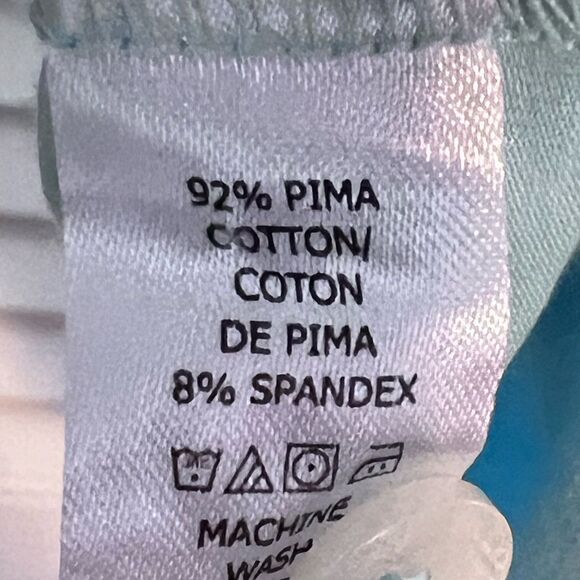 92% PIMA
COTTON/
COTON
DE PIMA
8% SPANDEX
MACHINE
WASH